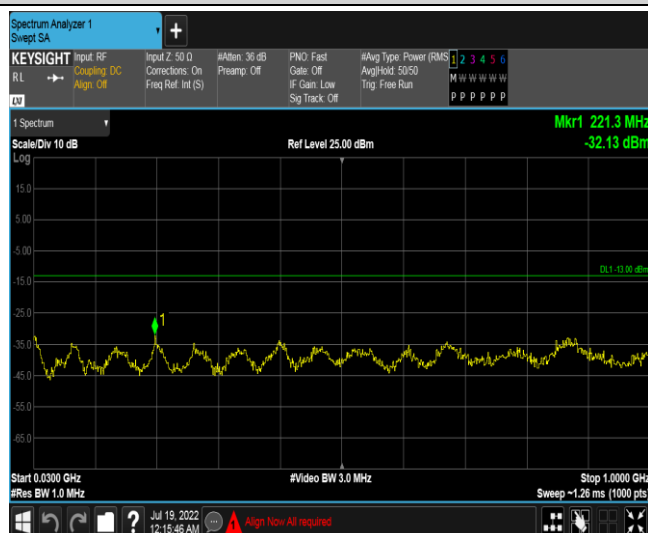 Spectrum Analyzer 1
Swept SA
+
KEYSIGHT
RL
LXI
Input: RF
Coupling: DC
Align: Off
Input Z: 50 Ω
Corrections: On
Freq Ref: Int (S)
#Atten: 36 dB
Preamp: Off
PNO: Fast
Gate: Off
IF Gain: Low
Sig Track: Off
#Avg Type: Power (RMS
Avg|Hold: 50/50
Trig: Free Run
1 2 3 4 5 6
M W W W W W
P P P P P P
1 Spectrum
Scale/Div 10 dB
Log
Ref Level 25.00 dBm
Mkr1 221.3 MHz
-32.13 dBm
15.0
5.00
-5.00
-15.0
-25.0
-35.0
-45.0
-55.0
-65.0
DL1 -13.00 dBm
1
Start 0.0300 GHz
#Res BW 1.0 MHz
#Video BW 3.0 MHz
Stop 1.0000 GHz
Sweep ~1.26 ms (1000 pts)
?
Jul 19, 2022
12:15:46 AM
Align Now All required